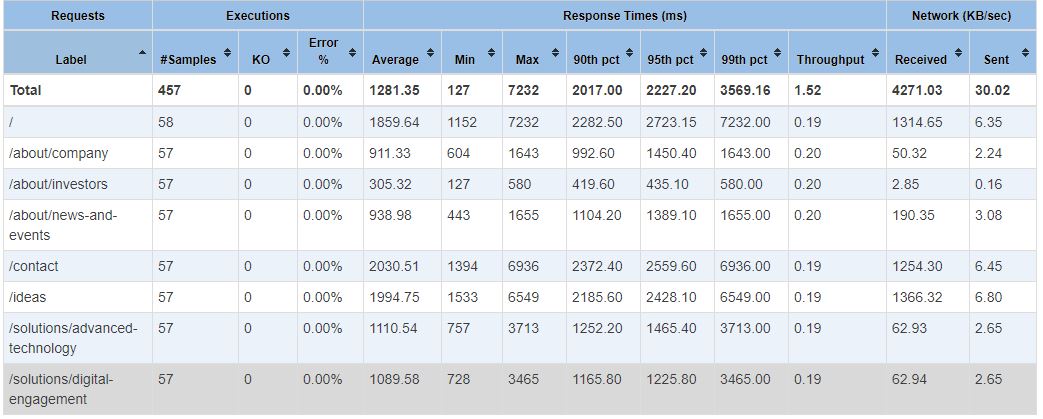 Requests Executions Response Times (ms) Network (KB/sec)
Label #Samples KO Error % Average Min Max 90th pct 95th pct 99th pct Throughput Received Sent
Total 457 0 0.00% 1281.35 127 7232 2017.00 2227.20 3569.16 1.52 4271.03 30.02
/ 58 0 0.00% 1859.64 1152 7232 2282.50 2723.15 7232.00 0.19 1314.65 6.35
/about/company 57 0 0.00% 911.33 604 1643 992.60 1450.40 1643.00 0.20 50.32 2.24
/about/investors 57 0 0.00% 305.32 127 580 419.60 435.10 580.00 0.20 2.85 0.16
/about/news-and- 57 0 0.00% 938.98 443 1655 1104.20 1389.10 1655.00 0.20 190.35 3.08
events
/contact 57 0 0.00% 2030.51 1394 6936 2372.40 2559.60 6936.00 0.19 1254.30 6.45
/ideas 57 0 0.00% 1994.75 1533 6549 2185.60 2428.10 6549.00 0.19 1366.32 6.80
/solutions/advanced- 57 0 0.00% 1110.54 757 3713 1252.20 1465.40 3713.00 0.19 62.93 2.65
technology
/solutions/digital- 57 0 0.00% 1089.58 728 3465 1165.80 1225.80 3465.00 0.19 62.94 2.65
engagement